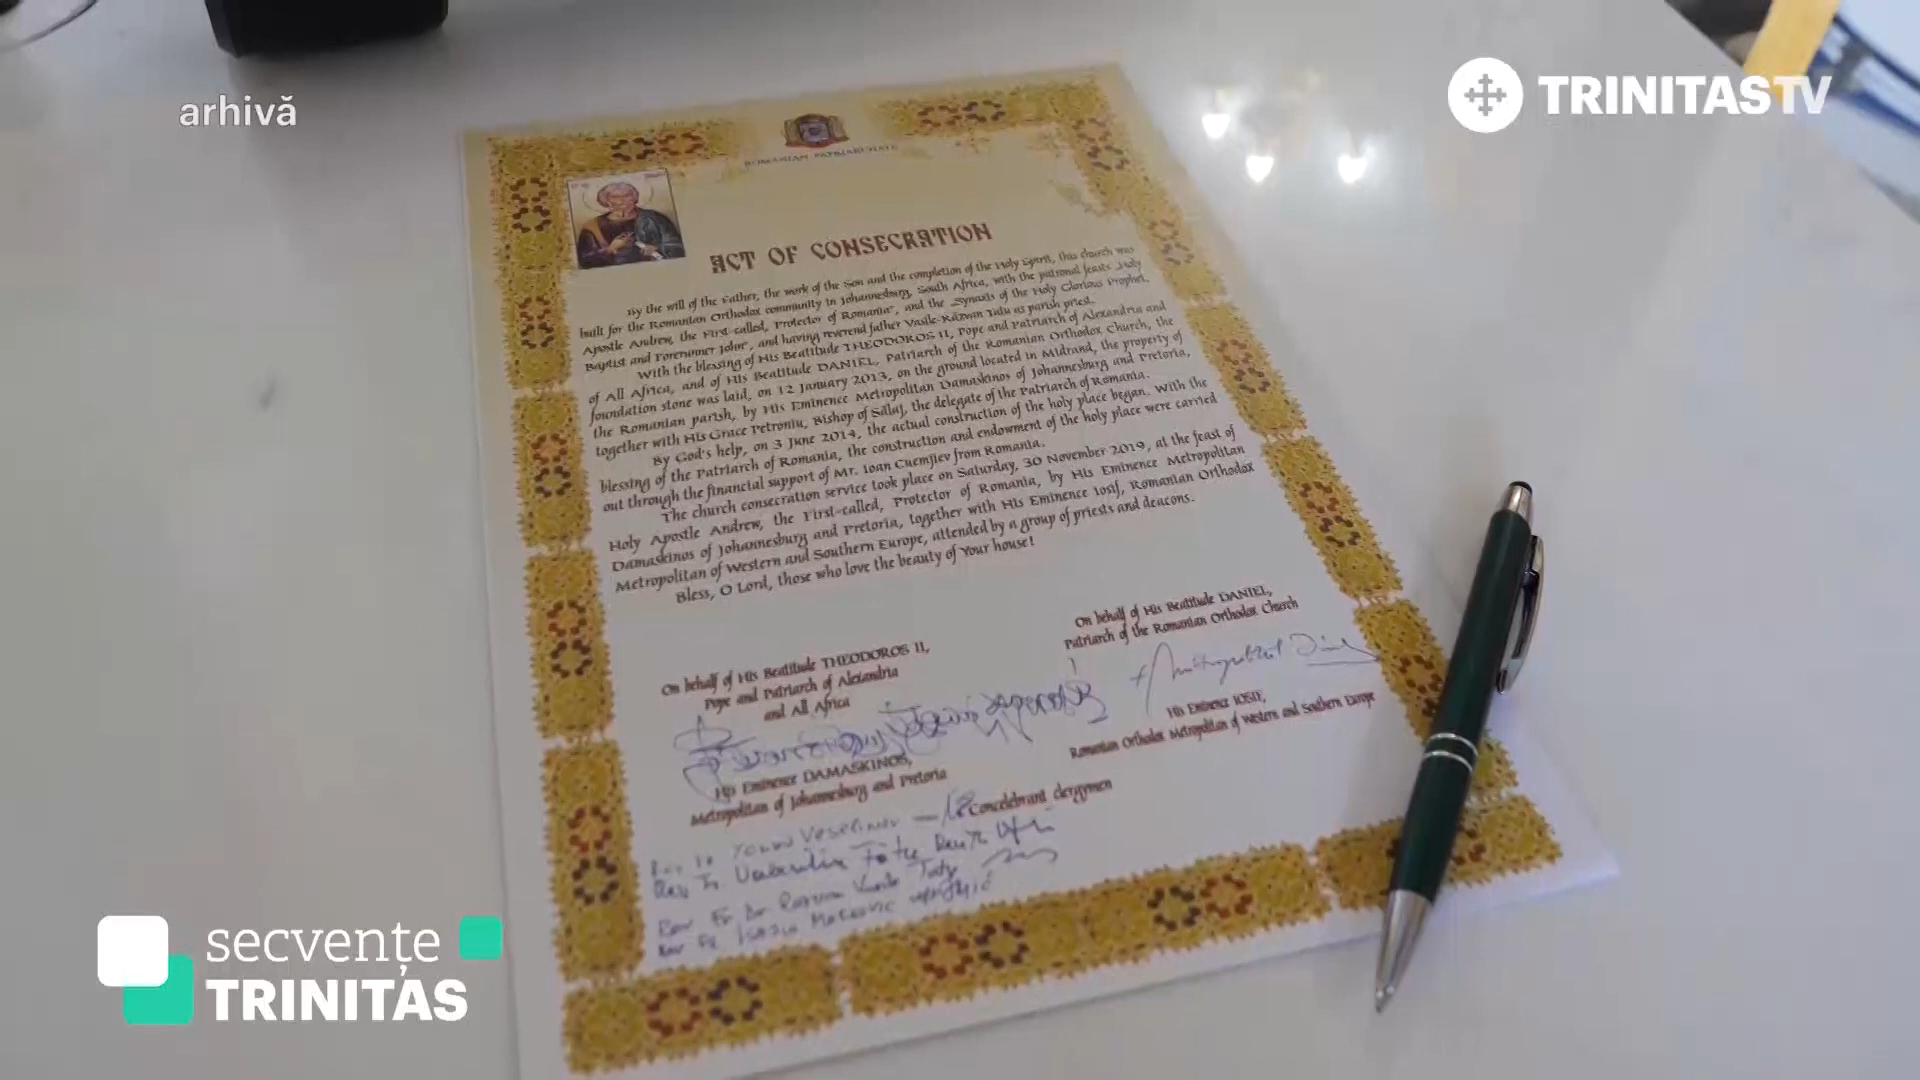 arhivă
TRINITAS TV
ROMANIAN PATRIARCHATE
ACT OF CONSECRATION
By the will of the Father, the work of the Son and the completion of the Holy Spirit, this church was
built for the Romanian Orthodox community in Johannesburg, South Africa, with the patronal feasts „Holy
Apostle Andrew, the First-called, Protector of Romania", and the „Synaxis of the Holy Glorious Prophet,
Baptist and Forerunner John", and having reverend father Vasile-Răzvan Tatu as parish priest.
With the blessing of His Beatitude THEODOROS II, Pope and Patriarch of Alexandria and
of All Africa, and of His Beatitude DANIEL, Patriarch of the Romanian Orthodox Church, the
foundation stone was laid, on 12 January 2013, on the ground located in Midrand, the property of
the Romanian parish, by His Eminence Metropolitan Damaskinos of Johannesburg and Pretoria,
together with His Grace Petroniu, Bishop of Sălaj, the delegate of the Patriarch of Romania.
By God's help, on 3 June 2014, the actual construction of the holy place began. With the
blessing of the Patriarch of Romania, the construction and endowment of the holy place were carried
out through the financial support of Mr. Ioan Cuemjiev from Romania.
The church consecration service took place on Saturday, 30 November 2019, at the feast of
Holy Apostle Andrew, the First-called, Protector of Romania, by His Eminence Metropolitan
Damaskinos of Johannesburg and Pretoria, together with His Eminence Iosif, Romanian Orthodox
Metropolitan of Western and Southern Europe, attended by a group of priests and deacons.
Bless, O Lord, those who love the beauty of Your house!
On behalf of His Beatitude THEODOROS II,
Pope and Patriarch of Alexandria
and All Africa
His Eminence DAMASKINOS,
Metropolitan of Johannesburg and Pretoria
On behalf of His Beatitude DANIEL,
Patriarch of the Romanian Orthodox Church
His Eminence IOSIF,
Romanian Orthodox Metropolitan of Western and Southern Europe
Concelebrant clergymen
secvențe
TRINITAS